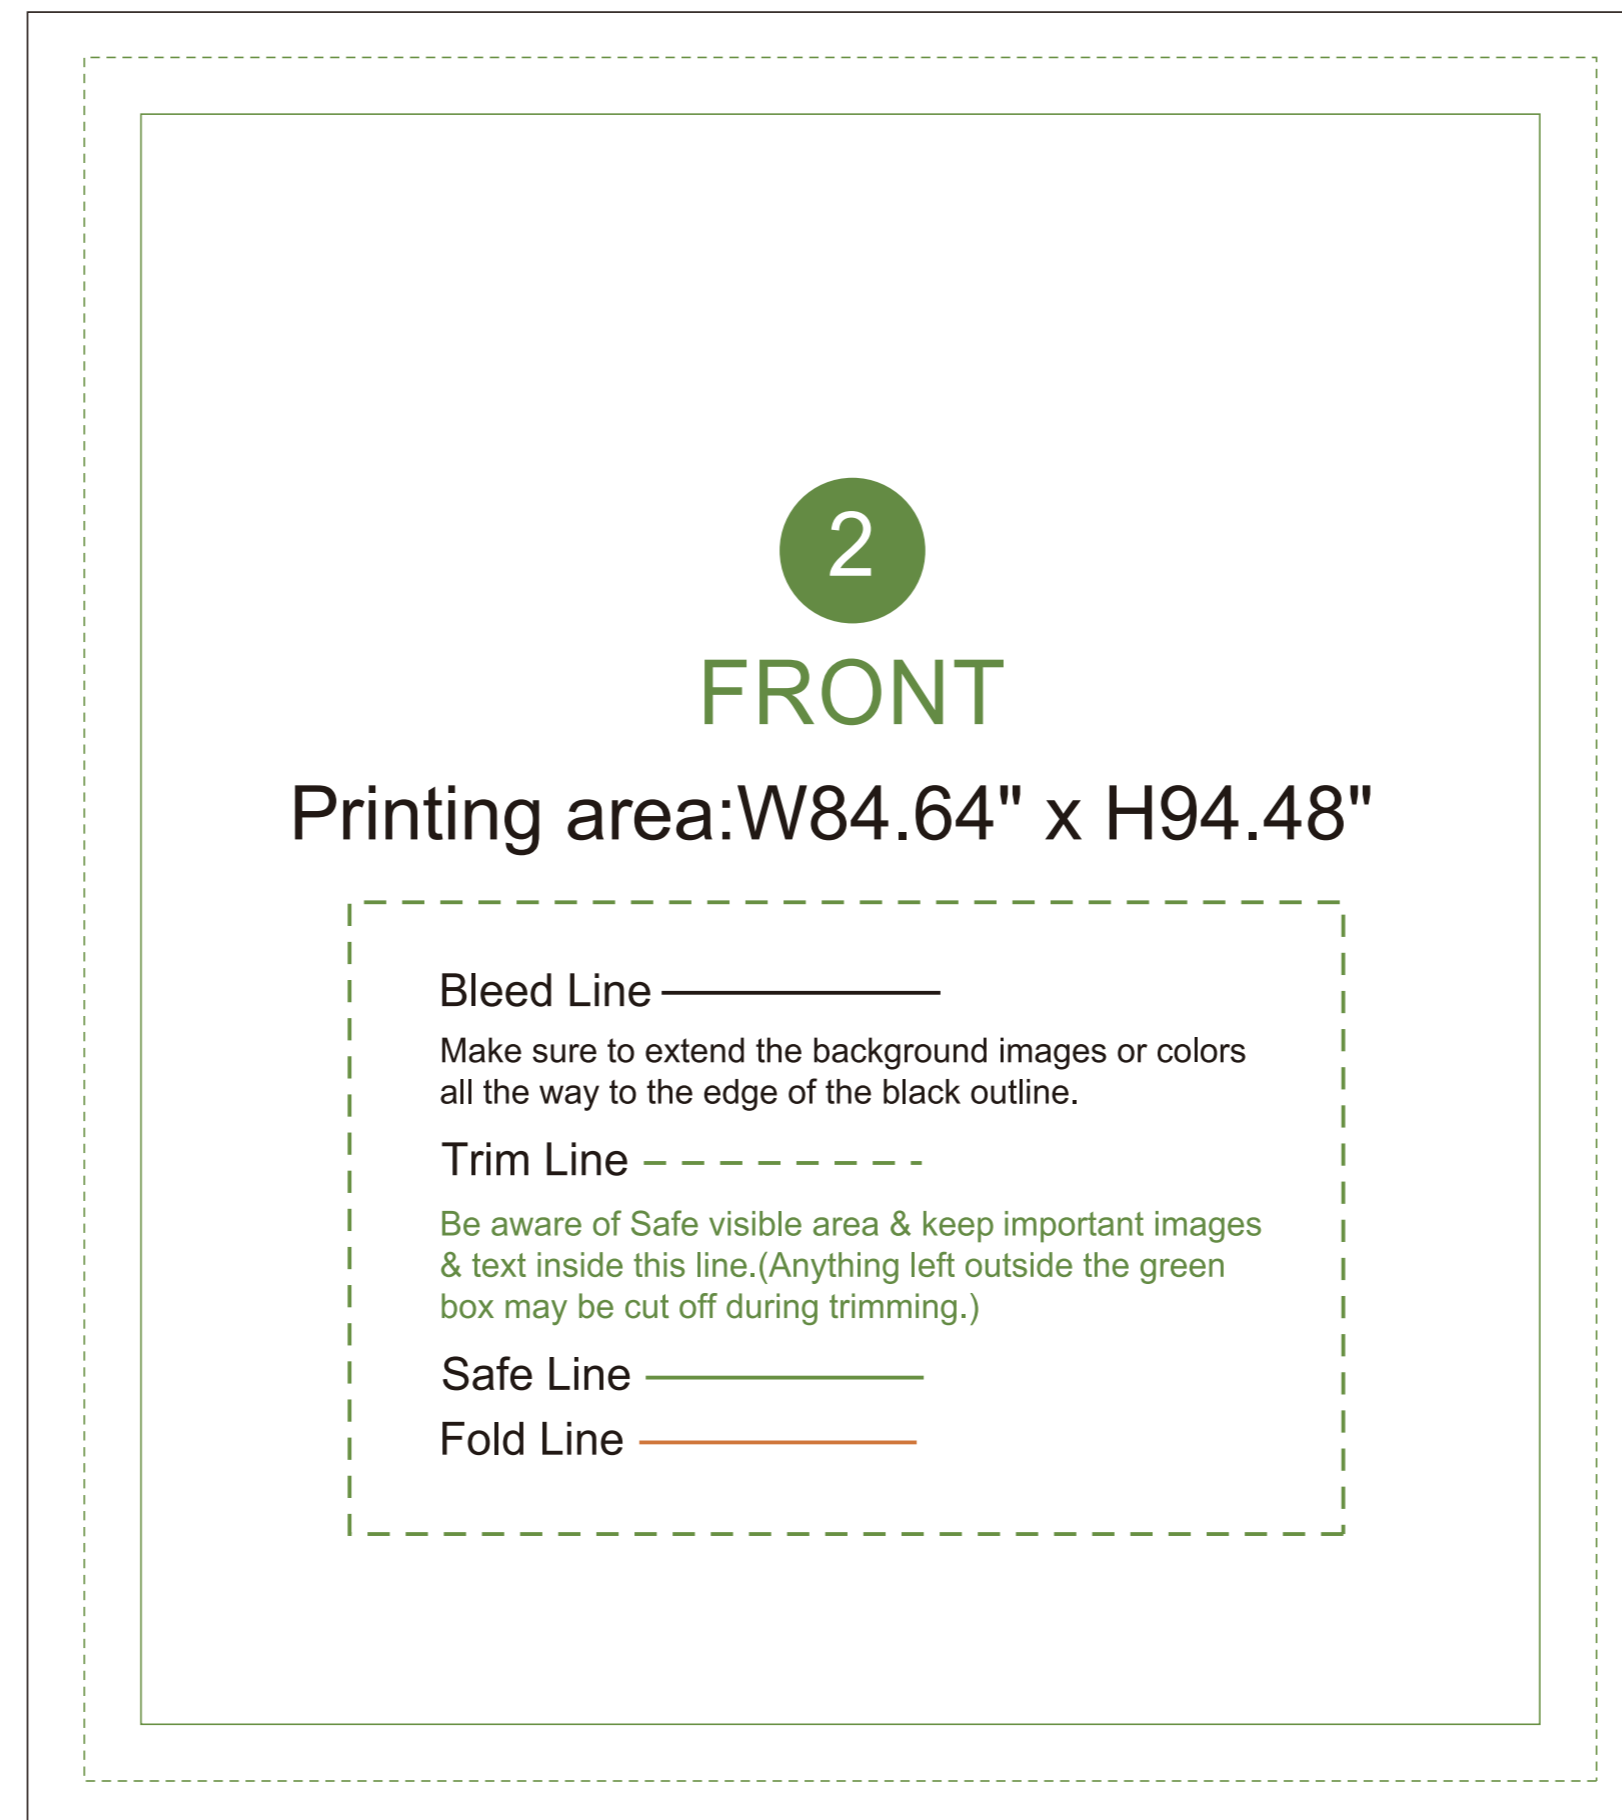 2
FRONT
Printing area:W84.64" x H94.48"
Bleed Line
Make sure to extend the background images or colors
all the way to the edge of the black outline.
Trim Line
Be aware of Safe visible area & keep important images
& text inside this line.(Anything left outside the green
box may be cut off during trimming.)
Safe Line
Fold Line